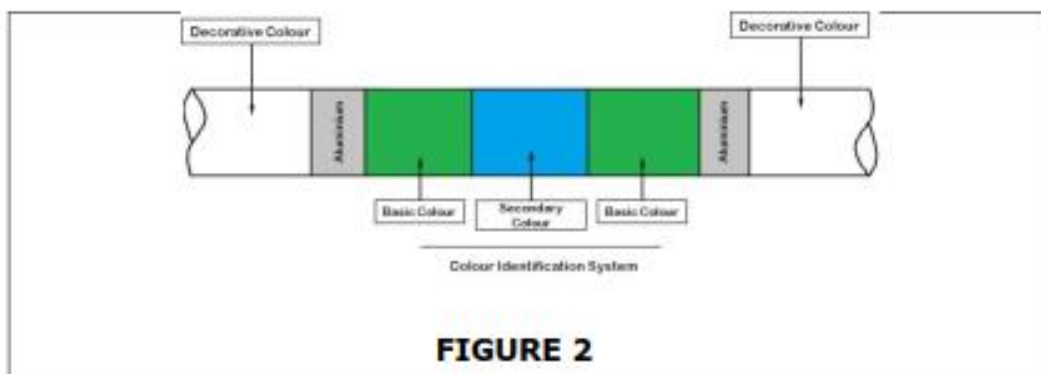 Decorative Colour
Decorative Colour
Aluminium
Aluminium
Basic Colour
Secondary
Colour
Basic Colour
Colour Identification System
FIGURE 2